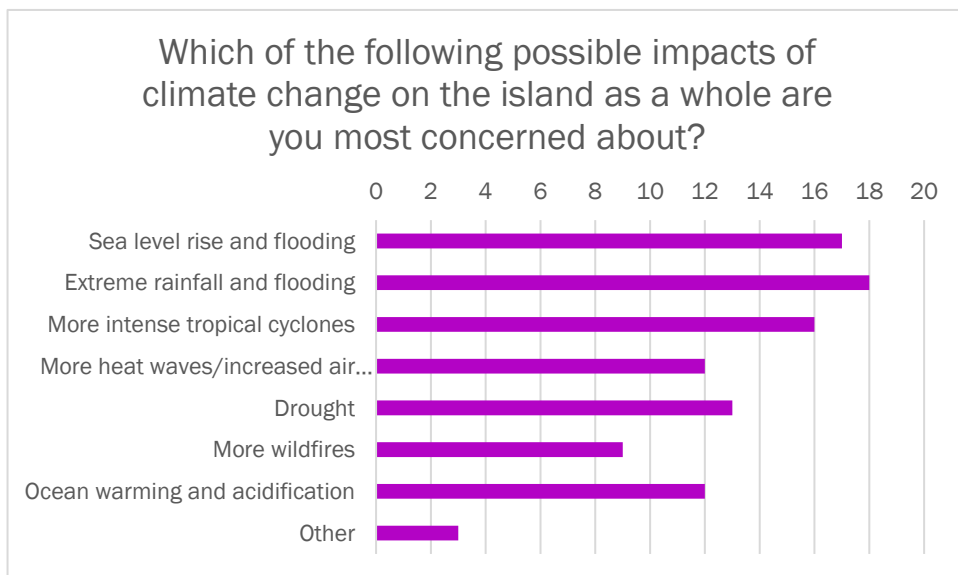 Which of the following possible impacts of
climate change on the island as a whole are
you most concerned about?
0 2 4 6 8 10 12 14 16 18 20
Sea level rise and flooding
Extreme rainfall and flooding
More intense tropical cyclones
More heat waves/increased air...
Drought
More wildfires
Ocean warming and acidification
Other